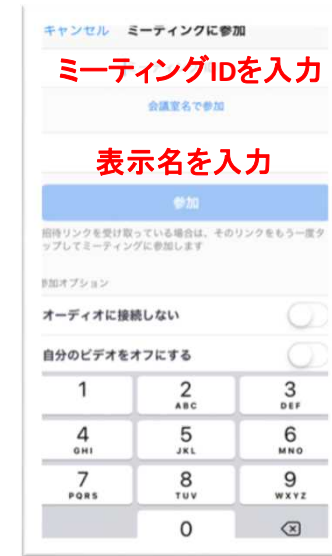 キャンセル ミーティングに参加
ミーティングIDを入力
会議室名で参加
表示名を入力
参加
招待リンクを受け取っている場合は、そのリンクをもう一度タ
ップしてミーティングに参加します
参加オプション
オーディオに接続しない
自分のビデオをオフにする
1 2 3
ABC DEF
4 5 6
GHI JKL MNO
7 8 9
PQRS TUV WXYZ
0